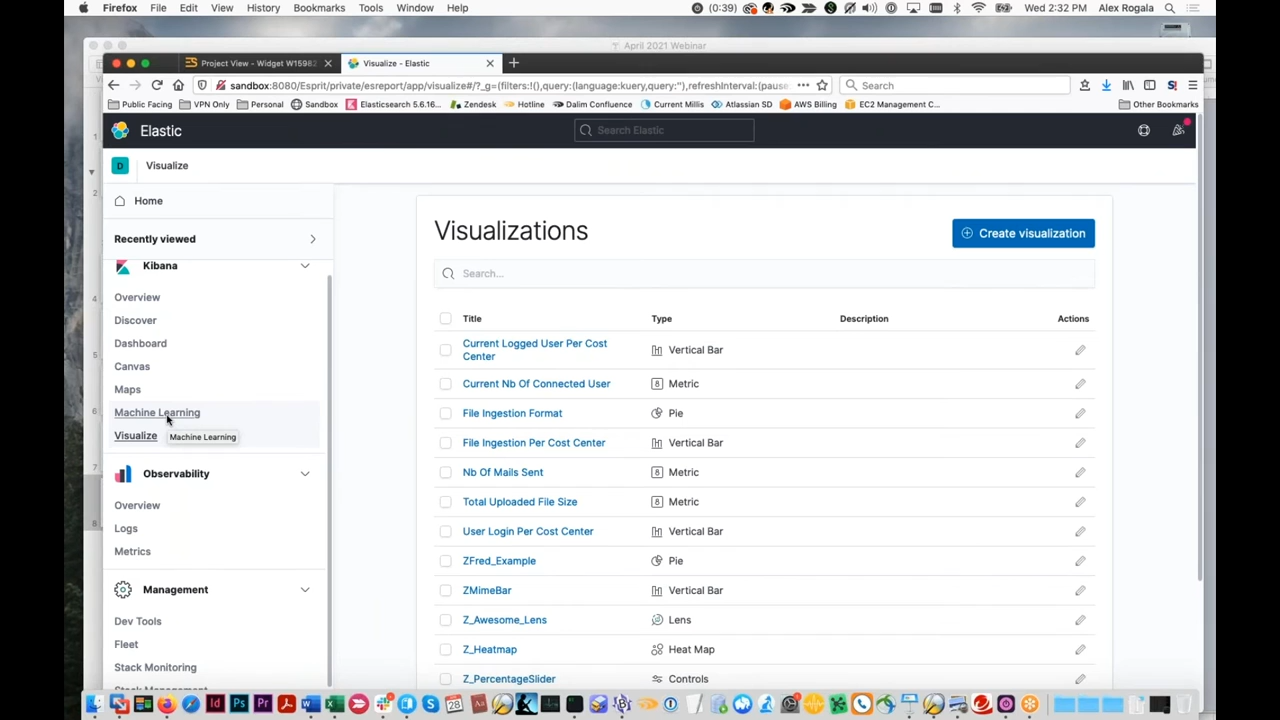 Firefox File Edit View History Bookmarks Tools Window Help (0:39) Wed 2:32 PM Alex Rogala
April 2021 Webinar
Project View - Widget W15982 Visualize - Elastic
sandbox:8080/Esprit/private/esreport/app/visualize#/?_g=(filters:!(),query:(language:kuery,query:''),refreshInterval:(pause Search
Public Facing VPN Only Personal Sandbox Elasticsearch 5.6.16... Zendesk Hotline Dalim Confluence Current Millis Atlassian SD AWS Billing EC2 Management C... Other Bookmarks
Elastic Search Elastic
D Visualize
Home
Recently viewed
Kibana
Overview
Discover
Dashboard
Canvas
Maps
Machine Learning
Visualize
Machine Learning
Observability
Overview
Logs
Metrics
Management
Dev Tools
Fleet
Stack Monitoring
Stack Management
Visualizations Create visualization
Search...
Title Type Description Actions
Current Logged User Per Cost
Center
Vertical Bar
Current Nb Of Connected User Metric
File Ingestion Format Pie
File Ingestion Per Cost Center Vertical Bar
Nb Of Mails Sent Metric
Total Uploaded File Size Metric
User Login Per Cost Center Vertical Bar
ZFred_Example Pie
ZMimeBar Vertical Bar
Z_Awesome_Lens Lens
Z_Heatmap Heat Map
Z_PercentageSlider Controls